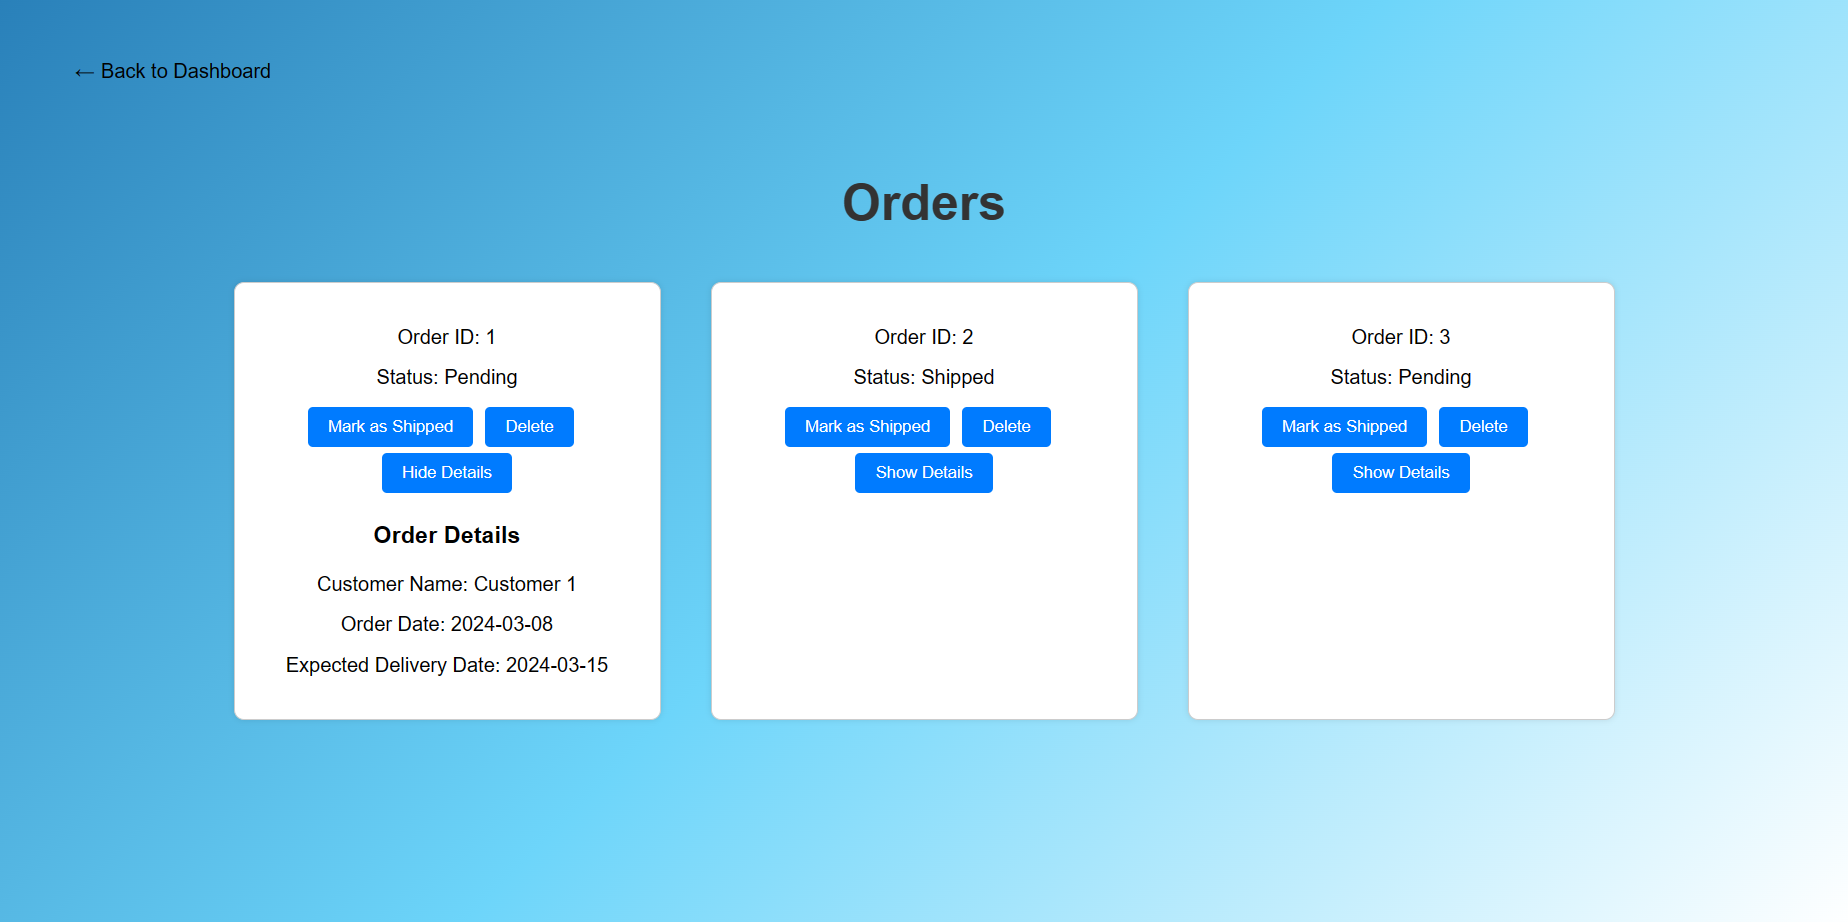 ← Back to Dashboard
Orders
Order ID: 1
Status: Pending
Mark as Shipped
Delete
Hide Details
Order Details
Customer Name: Customer 1
Order Date: 2024-03-08
Expected Delivery Date: 2024-03-15
Order ID: 2
Status: Shipped
Mark as Shipped
Delete
Show Details
Order ID: 3
Status: Pending
Mark as Shipped
Delete
Show Details